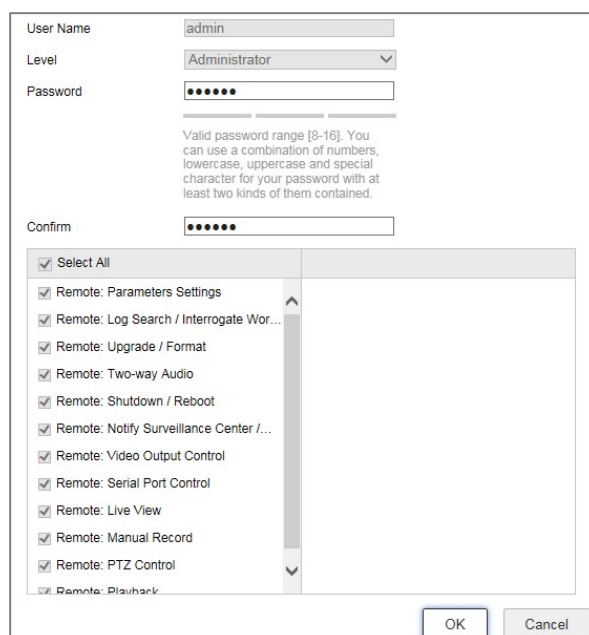 User Name admin
Level Administrator
Password ••••••
Valid password range [8-16]. You
can use a combination of numbers,
lowercase, uppercase and special
character for your password with at
least two kinds of them contained.
Confirm ••••••
Select All
Remote: Parameters Settings
Remote: Log Search / Interrogate Wor...
Remote: Upgrade / Format
Remote: Two-way Audio
Remote: Shutdown / Reboot
Remote: Notify Surveillance Center /...
Remote: Video Output Control
Remote: Serial Port Control
Remote: Live View
Remote: Manual Record
Remote: PTZ Control
Remote: Playback
OK Cancel